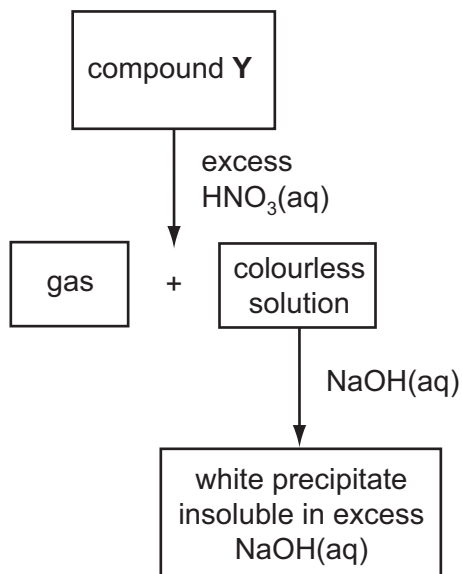 compound Y
excess
HNO₃(aq)
gas
+
colourless
solution
NaOH(aq)
white precipitate
insoluble in excess
NaOH(aq)